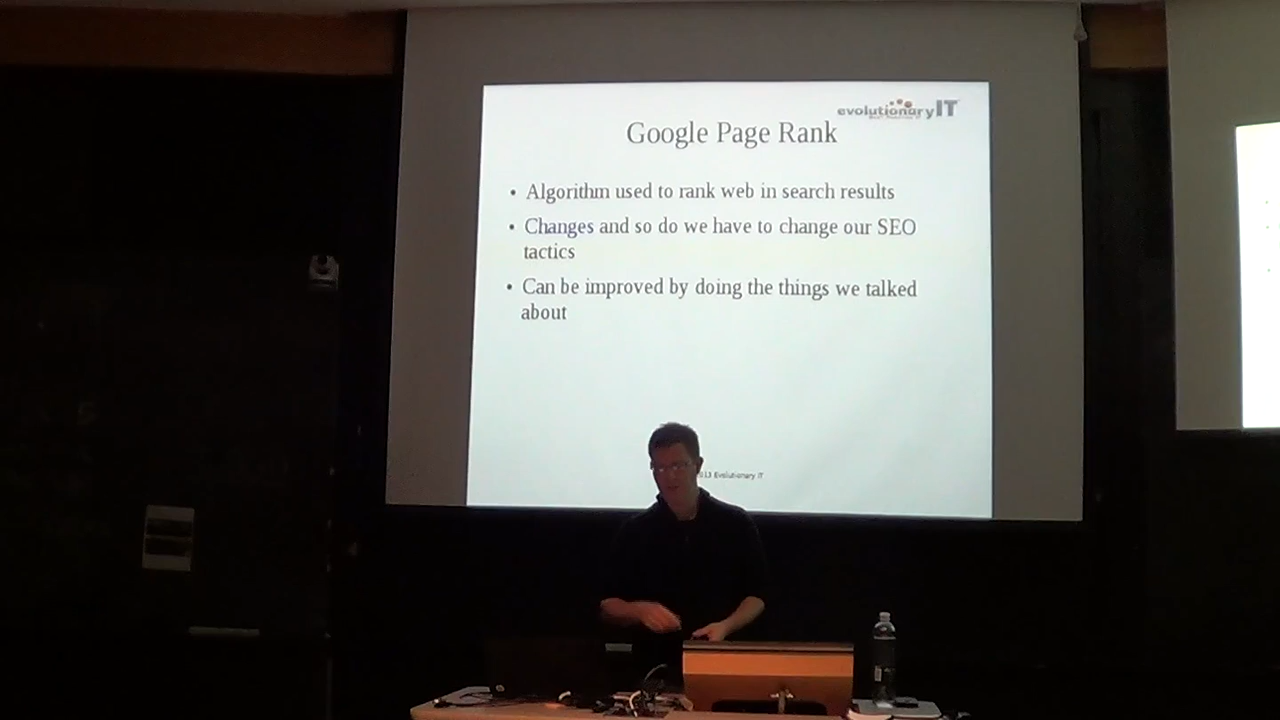 evolutionaryIT
Google Page Rank
• Algorithm used to rank web in search results
• Changes and so do we have to change our SEO
tactics
• Can be improved by doing the things we talked
about
Evolutionary IT